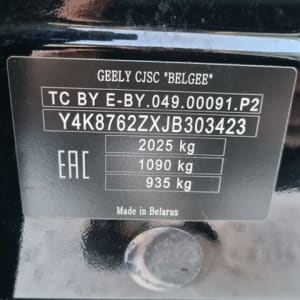 GEELY CJSC "BELGEE"
TC BY E-BY.049.00091.P2
Y4K8762ZXJB303423
2025 kg
EAC
1090 kg
935 kg
Made in Belarus